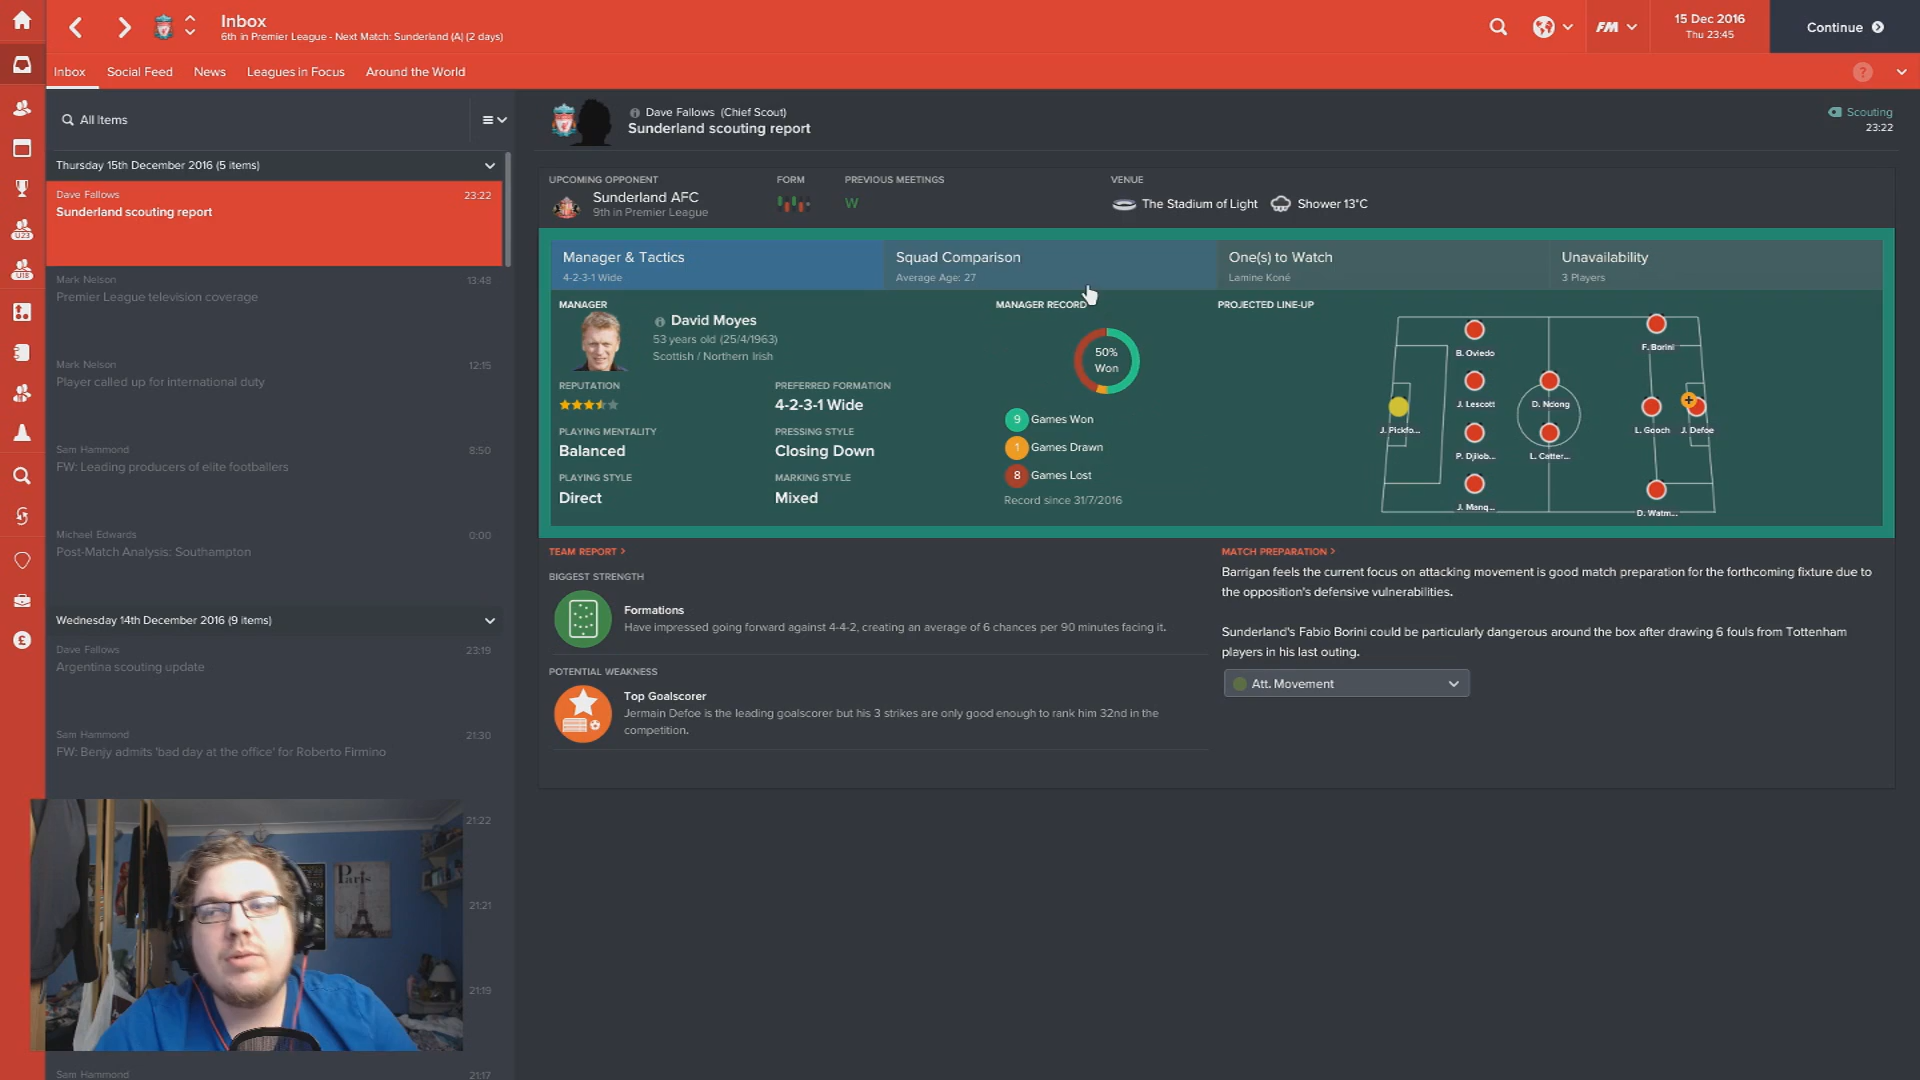 Inbox
6th in Premier League - Next Match: Sunderland (A) (2 days)
FM
15 Dec 2016
Thu 23:45
Continue
Inbox
Social Feed
News
Leagues in Focus
Around the World
?
All Items
Thursday 15th December 2016 (5 items)
Dave Fallows
23:22
Sunderland scouting report
Mark Nelson
13:48
Premier League television coverage
Mark Nelson
12:15
Player called up for international duty
Sam Hammond
8:50
FW: Leading producers of elite footballers
Michael Edwards
0:00
Post-Match Analysis: Southampton
Wednesday 14th December 2016 (9 items)
Dave Fallows
23:19
Argentina scouting update
Sam Hammond
21:30
FW: Benjy admits 'bad day at the office' for Roberto Firmino
21:22
21:21
21:19
Sam Hammond
21:17
U23
U18
£
Paris
Dave Fallows (Chief Scout)
Sunderland scouting report
Scouting
23:22
UPCOMING OPPONENT
Sunderland AFC
9th in Premier League
FORM
PREVIOUS MEETINGS
W
VENUE
The Stadium of Light
Shower 13°C
Manager & Tactics
4-2-3-1 Wide
Squad Comparison
Average Age: 27
One(s) to Watch
Lamine Koné
Unavailability
3 Players
MANAGER
David Moyes
53 years old (25/4/1963)
Scottish / Northern Irish
REPUTATION
PREFERRED FORMATION
4-2-3-1 Wide
PLAYING MENTALITY
Balanced
PRESSING STYLE
Closing Down
PLAYING STYLE
Direct
MARKING STYLE
Mixed
MANAGER RECORD
50%
Won
9 Games Won
1 Games Drawn
8 Games Lost
Record since 31/7/2016
PROJECTED LINE-UP
B. Oviedo
F. Borini
J. Lescott
D. Ndong
J. Pickfo...
L. Gooch
J. Defoe
P. Djilob...
L. Catter...
J. Manq...
D. Watm...
TEAM REPORT >
BIGGEST STRENGTH
Formations
Have impressed going forward against 4-4-2, creating an average of 6 chances per 90 minutes facing it.
POTENTIAL WEAKNESS
Top Goalscorer
Jermain Defoe is the leading goalscorer but his 3 strikes are only good enough to rank him 32nd in the
competition.
MATCH PREPARATION >
Barrigan feels the current focus on attacking movement is good match preparation for the forthcoming fixture due to
the opposition's defensive vulnerabilities.
Sunderland's Fabio Borini could be particularly dangerous around the box after drawing 6 fouls from Tottenham
players in his last outing.
Att. Movement